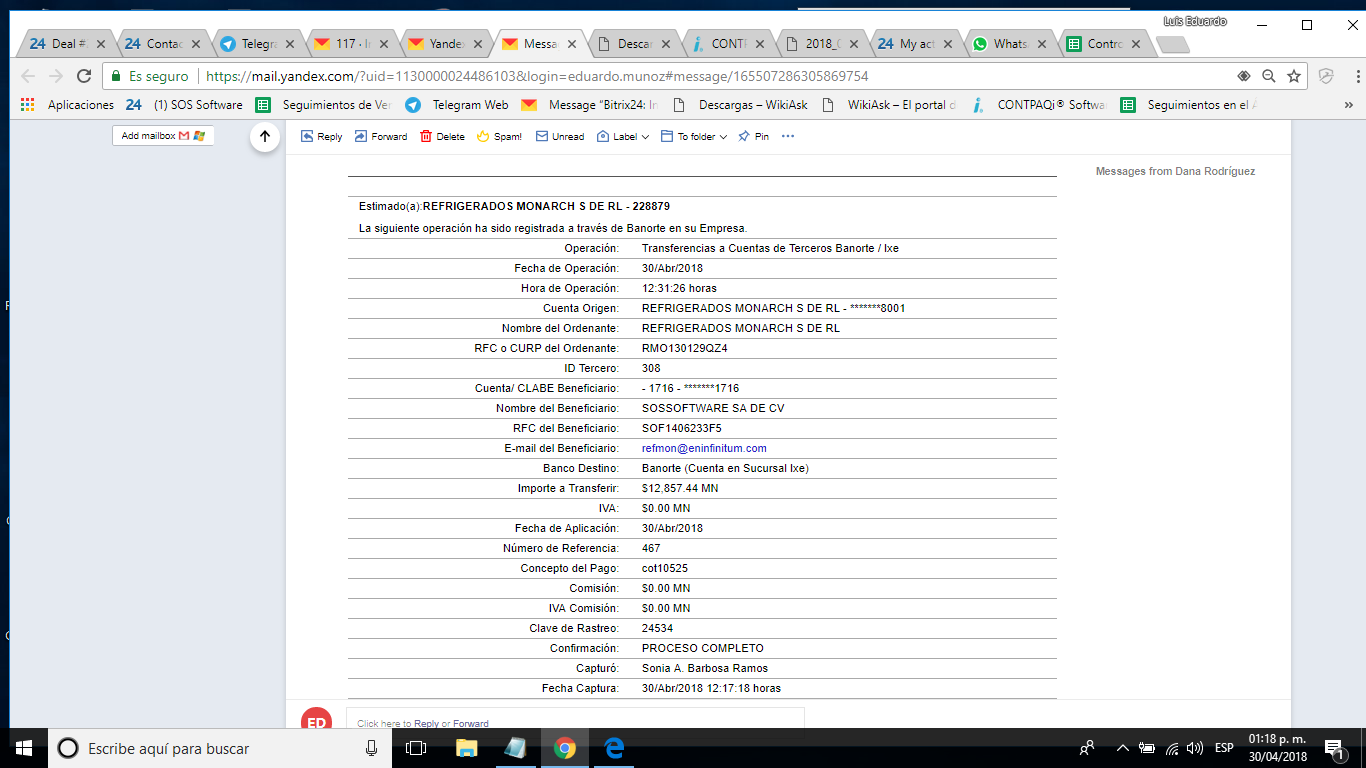 Luis Eduardo
24 Deal #
24 Contac
Telegra
117 · I
Yandex
Messa
Descar
CONTF
2018_0
24 My act
Whats
Contro
Es seguro
https://mail.yandex.com/?uid=1130000024486103&login=eduardo.munoz#message/165507286305869754
Aplicaciones
24 (1) SOS Software
Seguimientos de Ver
Telegram Web
Message "Bitrix24: In
Descargas – WikiAsk
WikiAsk – El portal d
CONTPAQi® Softwa
Seguimientos en el A
»
Add mailbox
Reply
Forward
Delete
Spam!
Unread
Label
To folder
Pin
Messages from Dana Rodríguez
Estimado(a):REFRIGERADOS MONARCH S DE RL - 228879
La siguiente operación ha sido registrada a través de Banorte en su Empresa.
Operación: Transferencias a Cuentas de Terceros Banorte / Ixe
Fecha de Operación: 30/Abr/2018
Hora de Operación: 12:31:26 horas
Cuenta Origen: REFRIGERADOS MONARCH S DE RL - *******8001
Nombre del Ordenante: REFRIGERADOS MONARCH S DE RL
RFC o CURP del Ordenante: RMO130129QZ4
ID Tercero: 308
Cuenta/ CLABE Beneficiario: - 1716 - *******1716
Nombre del Beneficiario: SOSSOFTWARE SA DE CV
RFC del Beneficiario: SOF1406233F5
E-mail del Beneficiario: refmon@eninfinitum.com
Banco Destino: Banorte (Cuenta en Sucursal Ixe)
Importe a Transferir: $12,857.44 MN
IVA: $0.00 MN
Fecha de Aplicación: 30/Abr/2018
Número de Referencia: 467
Concepto del Pago: cot10525
Comisión: $0.00 MN
IVA Comisión: $0.00 MN
Clave de Rastreo: 24534
Confirmación: PROCESO COMPLETO
Capturó: Sonia A. Barbosa Ramos
Fecha Captura: 30/Abr/2018 12:17:18 horas
ED
Click here to Reply or Forward
Escribe aquí para buscar
ESP
01:18 p. m.
30/04/2018
1